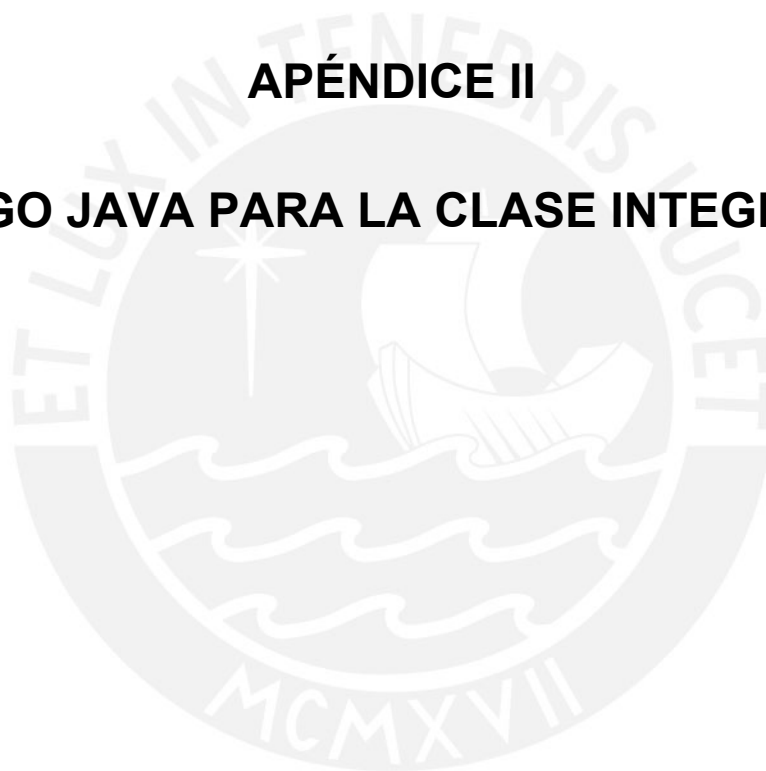 APÉNDICE II
GO JAVA PARA LA CLASE INTEG
ET LUX IN TENEBRIS LUCET
MCMXVII